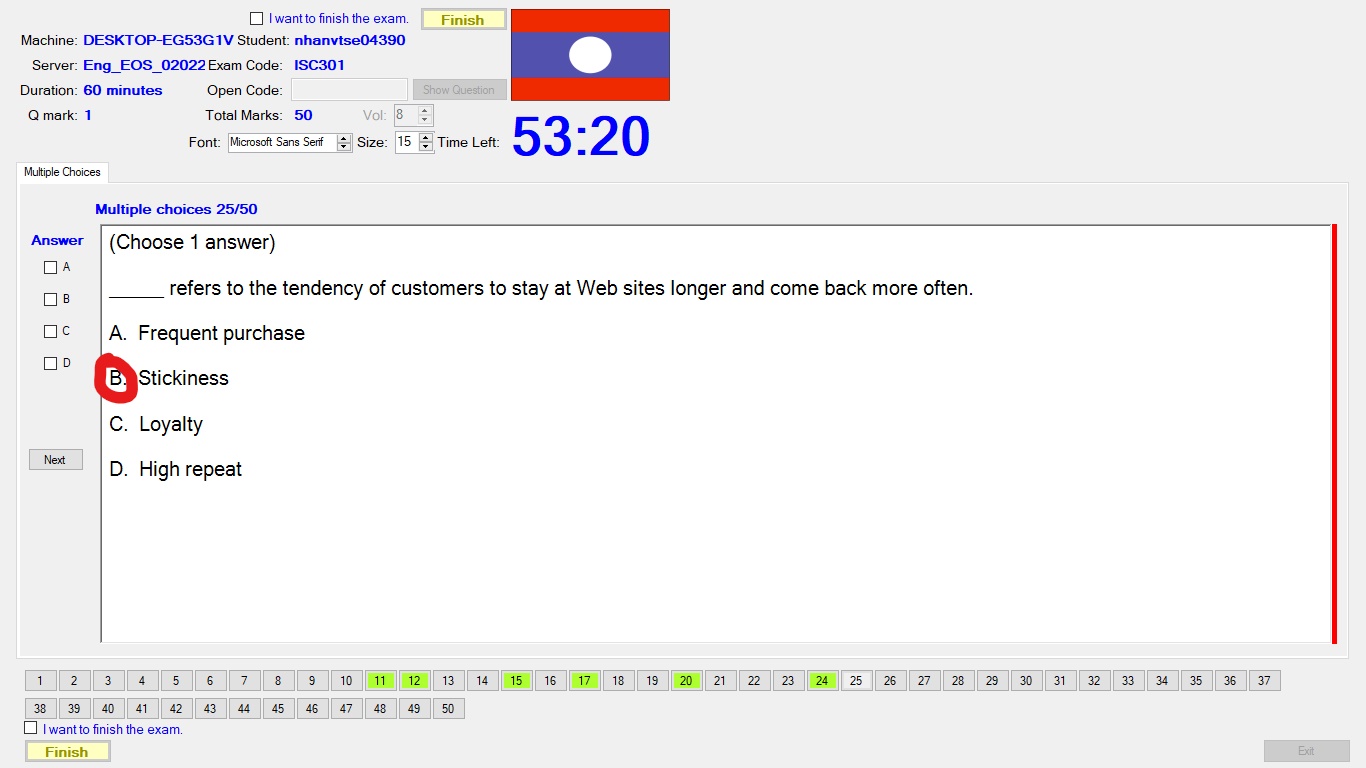 I want to finish the exam. Finish
Machine: DESKTOP-EG53G1V Student: nhanvtse04390
Server: Eng_EOS_02022 Exam Code: ISC301
Duration: 60 minutes Open Code: Show Question
Q mark: 1 Total Marks: 50 Vol: 8
Font: Microsoft Sans Serif Size: 15 Time Left: 53:20
Multiple Choices
Multiple choices 25/50
Answer
(Choose 1 answer)
A
_____ refers to the tendency of customers to stay at Web sites longer and come back more often.
B
C
A. Frequent purchase
D
B. Stickiness
C. Loyalty
Next
D. High repeat
1 2 3 4 5 6 7 8 9 10 11 12 13 14 15 16 17 18 19 20 21 22 23 24 25 26 27 28 29 30 31 32 33 34 35 36 37
38 39 40 41 42 43 44 45 46 47 48 49 50
I want to finish the exam.
Finish Exit